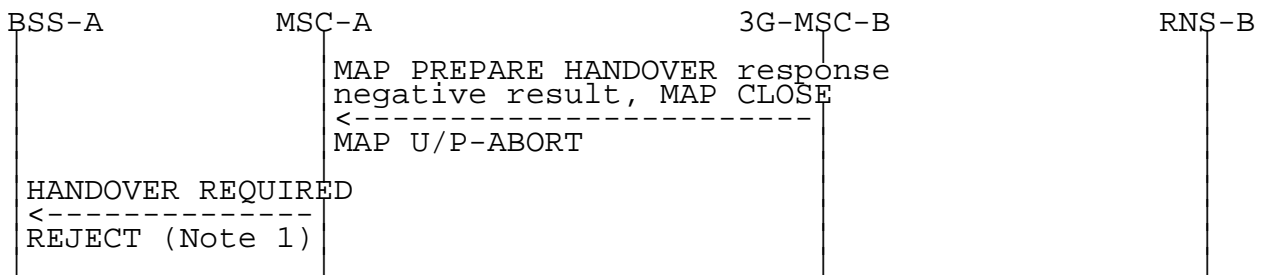 BSS-A MSC-A 3G-MSC-B RNS-B
MAP PREPARE HANDOVER response
negative result, MAP CLOSE
<------------------------
MAP U/P-ABORT
HANDOVER REQUIRED
<--------------
REJECT (Note 1)